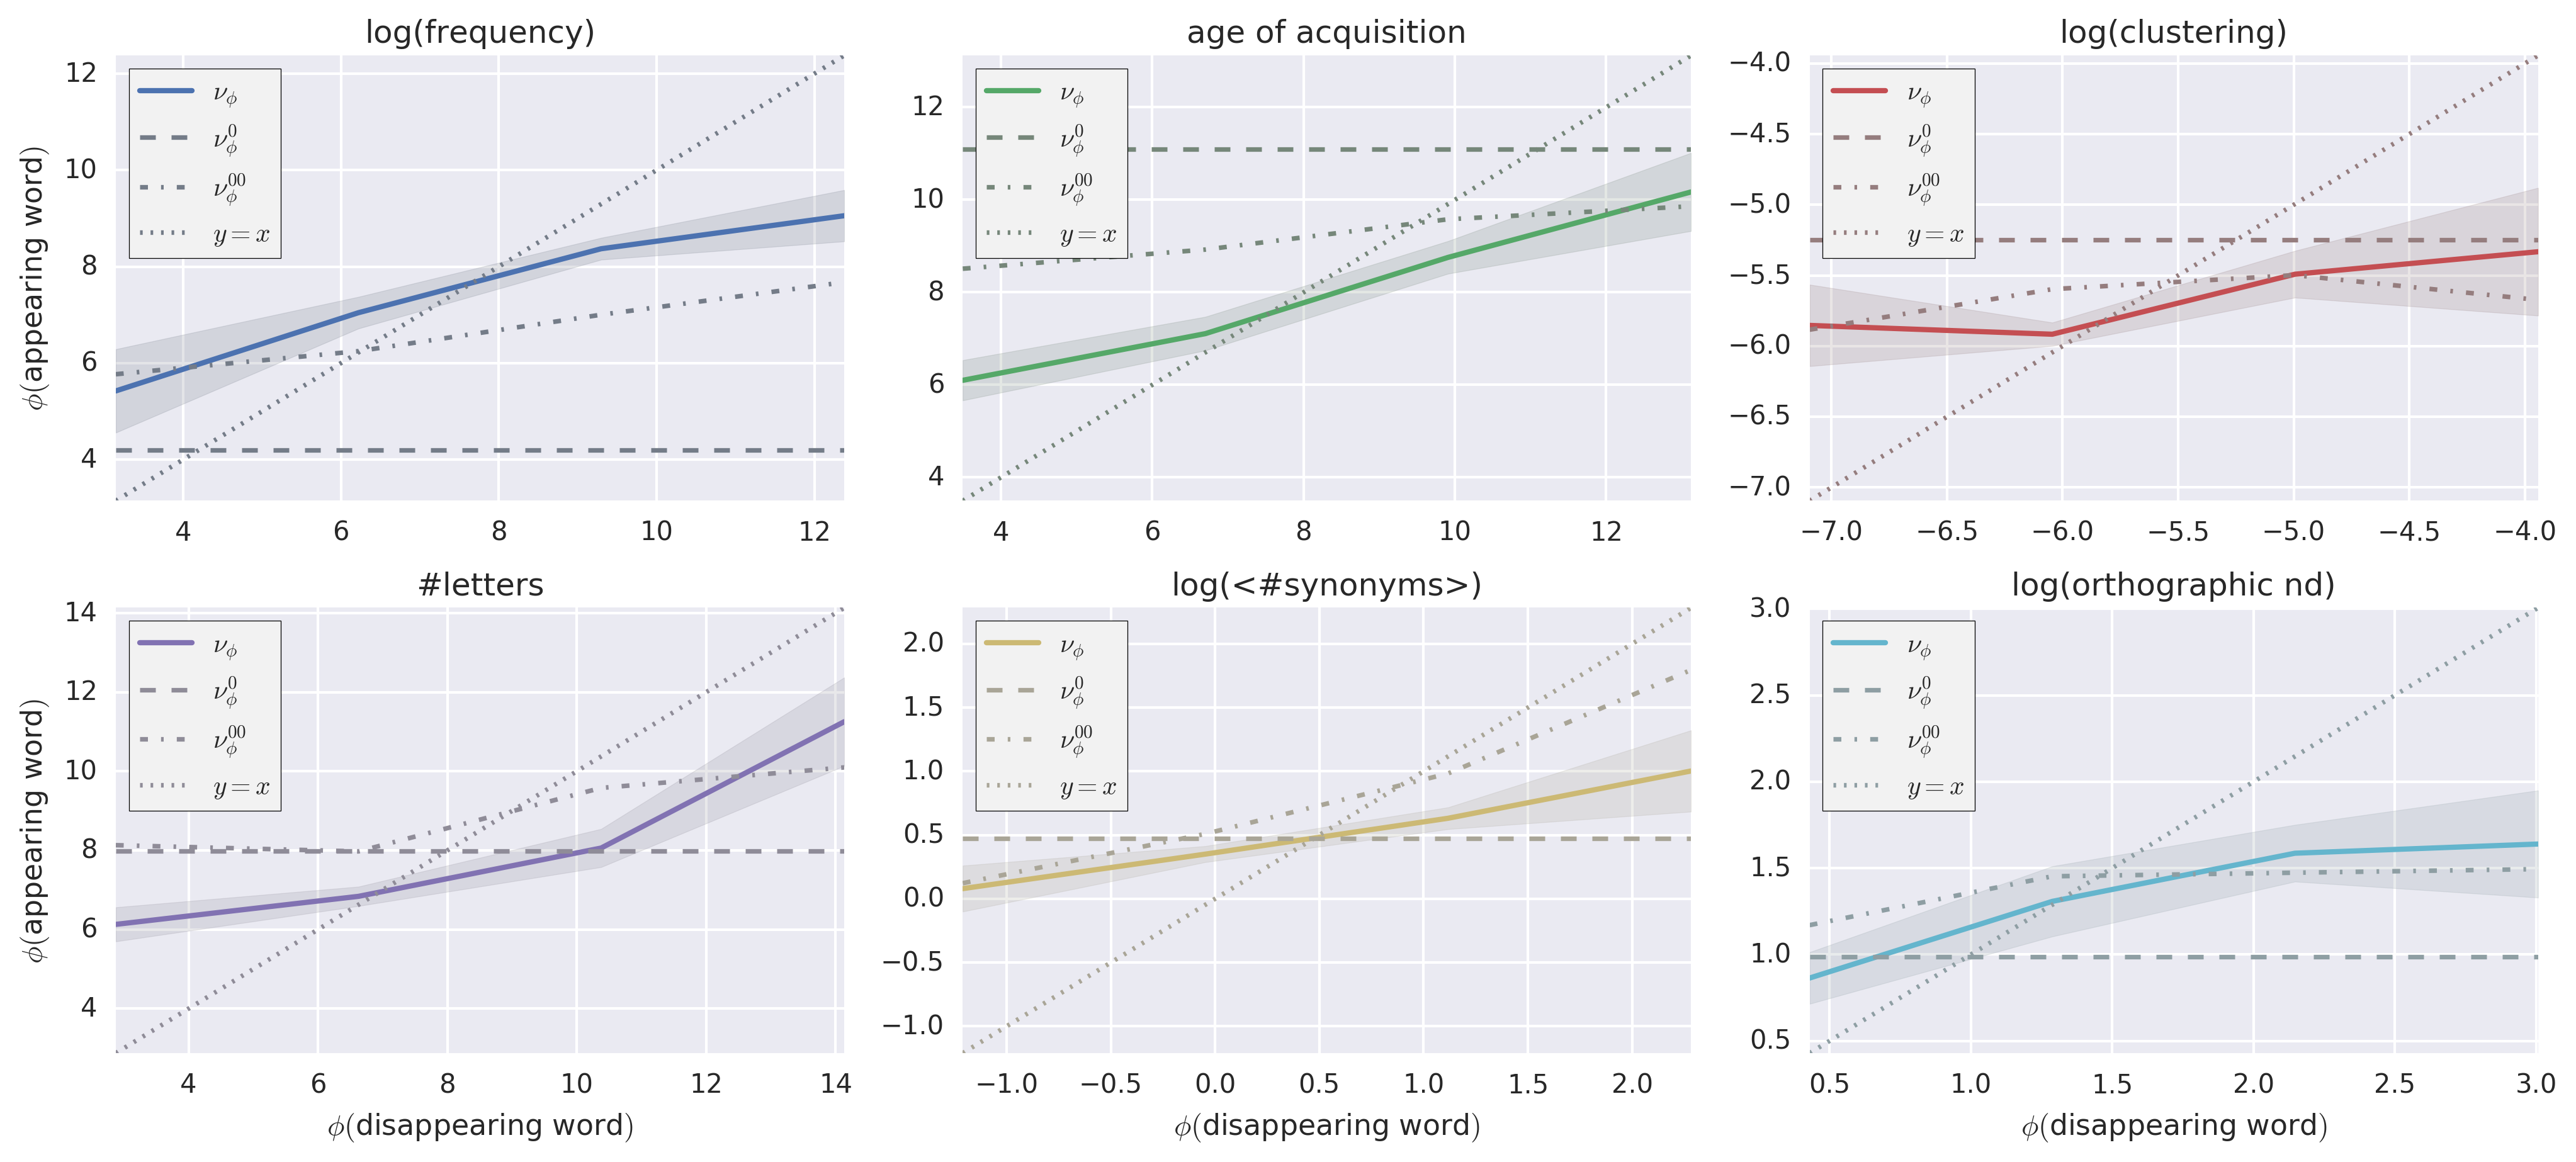 log(frequency)
age of acquisition
log(clustering)
ϕ(appearing word)
12
10
8
6
4
ν_ϕ
ν_ϕ^0
ν_ϕ^00
y = x
4 6 8 10 12
12
10
8
6
4
ν_ϕ
ν_ϕ^0
ν_ϕ^00
y = x
4 6 8 10 12
−4.0
−4.5
−5.0
−5.5
−6.0
−6.5
−7.0
ν_ϕ
ν_ϕ^0
ν_ϕ^00
y = x
−7.0 −6.5 −6.0 −5.5 −5.0 −4.5 −4.0
#letters
log(<#synonyms>)
log(orthographic nd)
ϕ(appearing word)
14
12
10
8
6
4
ν_ϕ
ν_ϕ^0
ν_ϕ^00
y = x
4 6 8 10 12 14
ϕ(disappearing word)
2.0
1.5
1.0
0.5
0.0
−0.5
−1.0
ν_ϕ
ν_ϕ^0
ν_ϕ^00
y = x
−1.0 −0.5 0.0 0.5 1.0 1.5 2.0
ϕ(disappearing word)
3.0
2.5
2.0
1.5
1.0
0.5
ν_ϕ
ν_ϕ^0
ν_ϕ^00
y = x
0.5 1.0 1.5 2.0 2.5 3.0
ϕ(disappearing word)